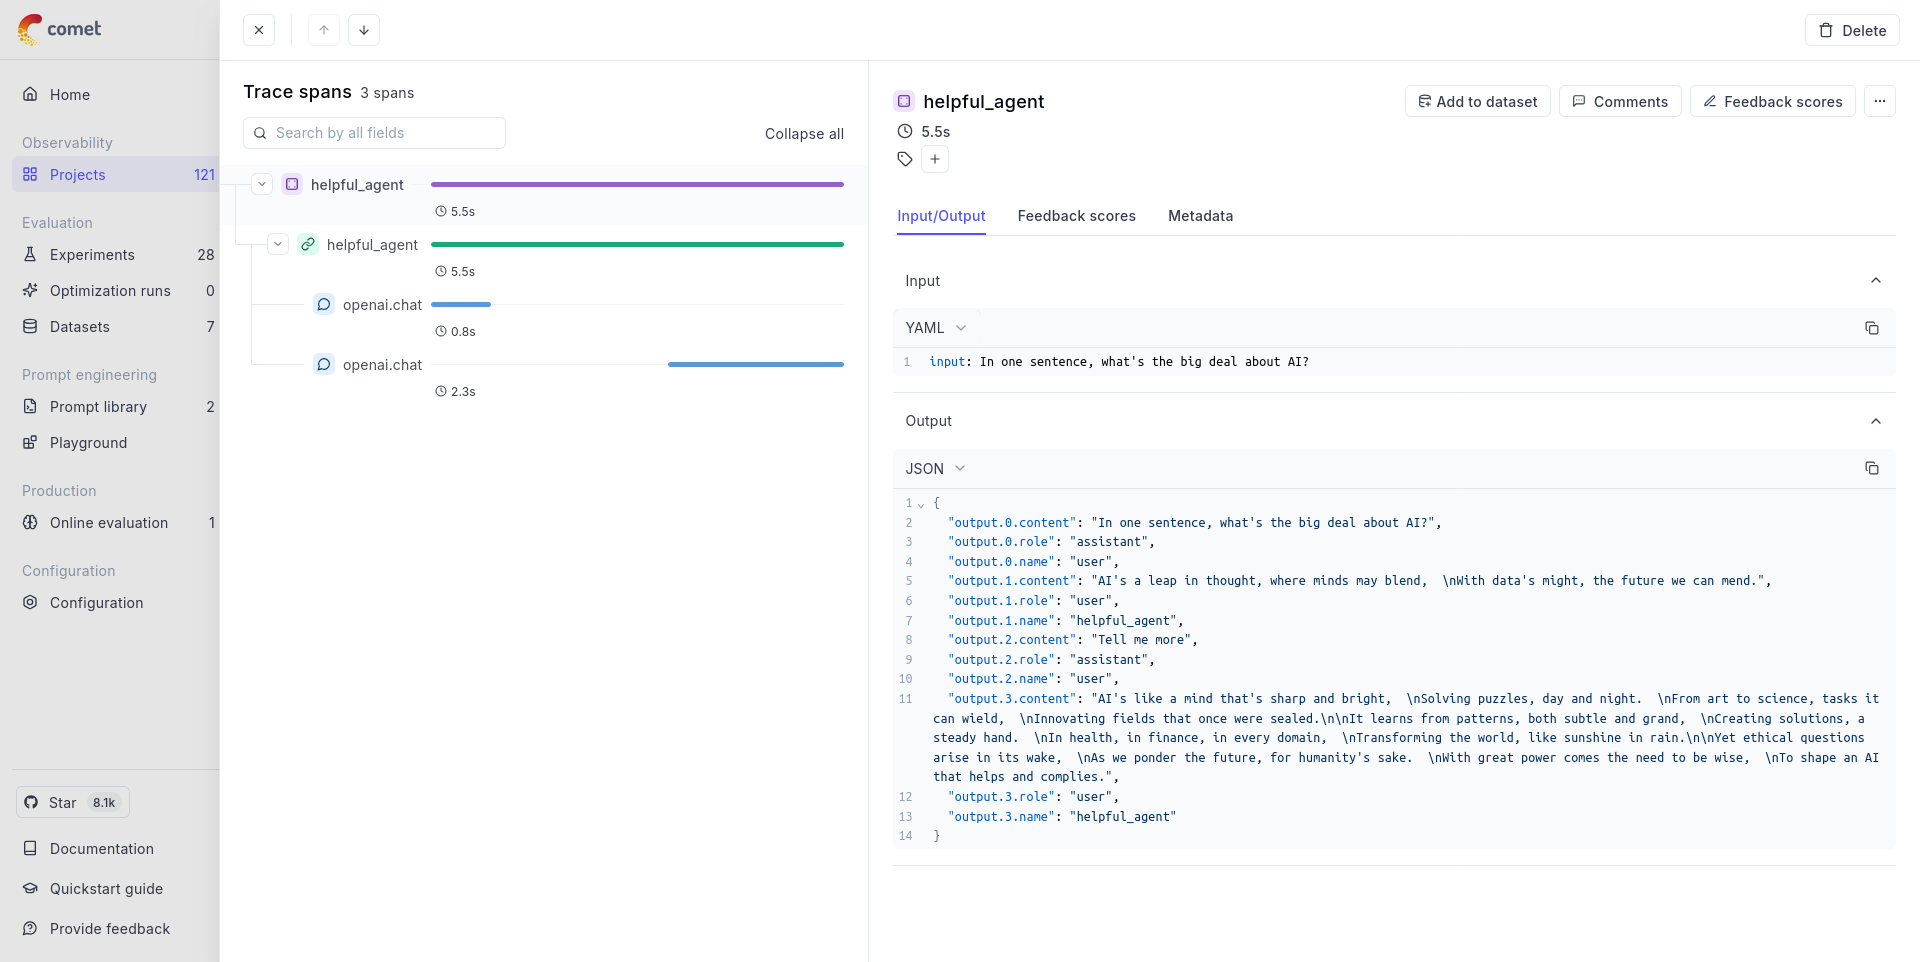 comet
Home
Observability
Projects 121
Evaluation
Experiments 28
Optimization runs 0
Datasets 7
Prompt engineering
Prompt library 2
Playground
Production
Online evaluation 1
Configuration
Configuration
Star 8.1k
Documentation
Quickstart guide
Provide feedback
Delete
Trace spans 3 spans
Search by all fields
Collapse all
helpful_agent
5.5s
helpful_agent
5.5s
openai.chat
0.8s
openai.chat
2.3s
helpful_agent
Add to dataset
Comments
Feedback scores
5.5s
Input/Output
Feedback scores
Metadata
Input
YAML
1 input: In one sentence, what's the big deal about AI?
Output
JSON
1 {
2 "output.0.content": "In one sentence, what's the big deal about AI?",
3 "output.0.role": "assistant",
4 "output.0.name": "user",
5 "output.1.content": "AI's a leap in thought, where minds may blend,  \nWith data's might, the future we can mend.",
6 "output.1.role": "user",
7 "output.1.name": "helpful_agent",
8 "output.2.content": "Tell me more",
9 "output.2.role": "assistant",
10 "output.2.name": "user",
11 "output.3.content": "AI's like a mind that's sharp and bright,  \nSolving puzzles, day and night.  \nFrom art to science, tasks it
can wield,  \nInnovating fields that once were sealed.\n\nIt learns from patterns, both subtle and grand,  \nCreating solutions, a
steady hand.  \nIn health, in finance, in every domain,  \nTransforming the world, like sunshine in rain.\n\nYet ethical questions
arise in its wake,  \nAs we ponder the future, for humanity's sake.  \nWith great power comes the need to be wise,  \nTo shape an AI
that helps and complies.",
12 "output.3.role": "user",
13 "output.3.name": "helpful_agent"
14 }